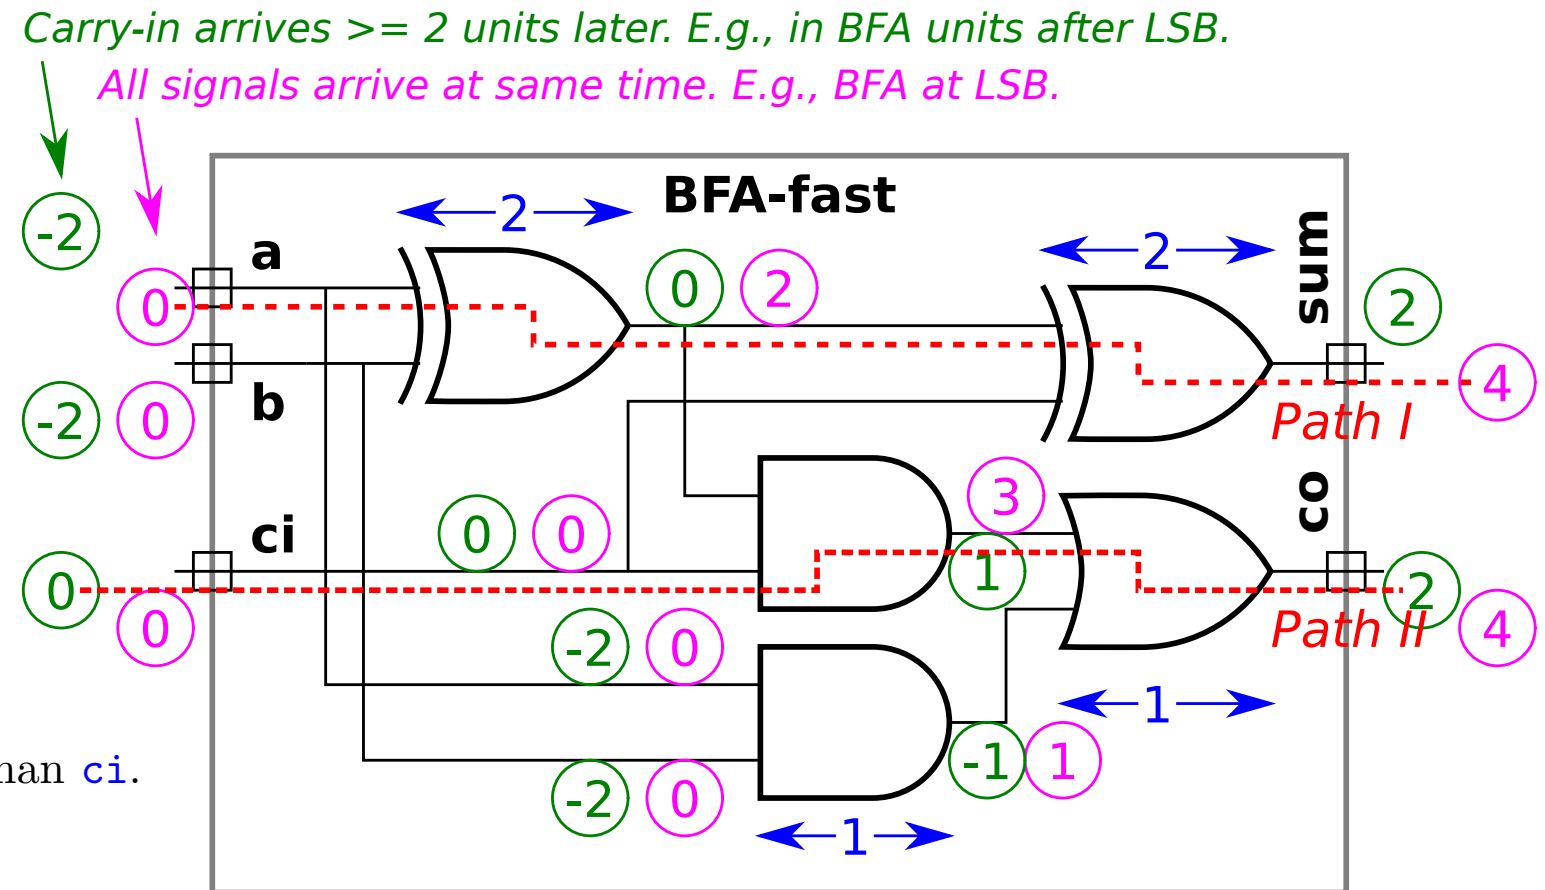 Carry-in arrives >= 2 units later. E.g., in BFA units after LSB.
All signals arrive at same time. E.g., BFA at LSB.
BFA-fast
-2
2
2
sum
a
0
0
2
2
0
b
4
-2
0
Path I
3
co
ci
0
0
1
0
2
0
Path II
4
-2
0
1
-1
1
han ci.
-2
0
1